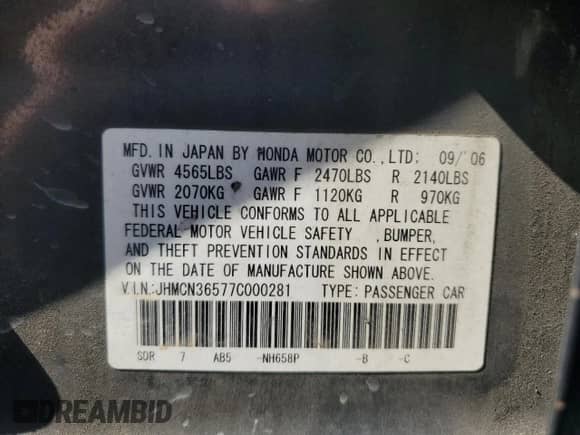 MFD. IN JAPAN BY HONDA MOTOR CO.,LTD: 09/'06
GVWR 4565LBS GAWR F 2470LBS R 2140LBS
GVWR 2070KG GAWR F 1120KG R 970KG
THIS VEHICLE CONFORMS TO ALL APPLICABLE
FEDERAL MOTOR VEHICLE SAFETY ,BUMPER,
AND THEFT PREVENTION STANDARDS IN EFFECT
ON THE DATE OF MANUFACTURE SHOWN ABOVE.
V.I.N.:JHMCN36577C000281 TYPE: PASSENGER CAR
SDR 7 AB5 -NH658P -B -C
DREAMBID